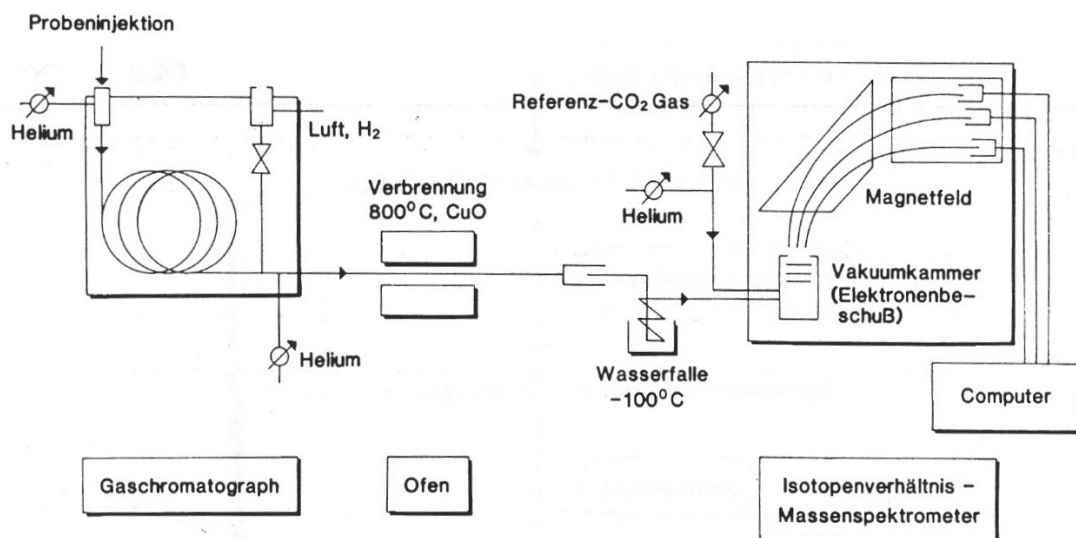 Probeninjektion
Helium
Luft, H₂
Verbrennung
800°C, CuO
Helium
Referenz-CO₂ Gas
Helium
Wasserfalle
-100°C
Magnetfeld
Vakuumkammer
(Elektronenbe-
schuß)
Computer
Gaschromatograph
Ofen
Isotopenverhältnis -
Massenspektrometer